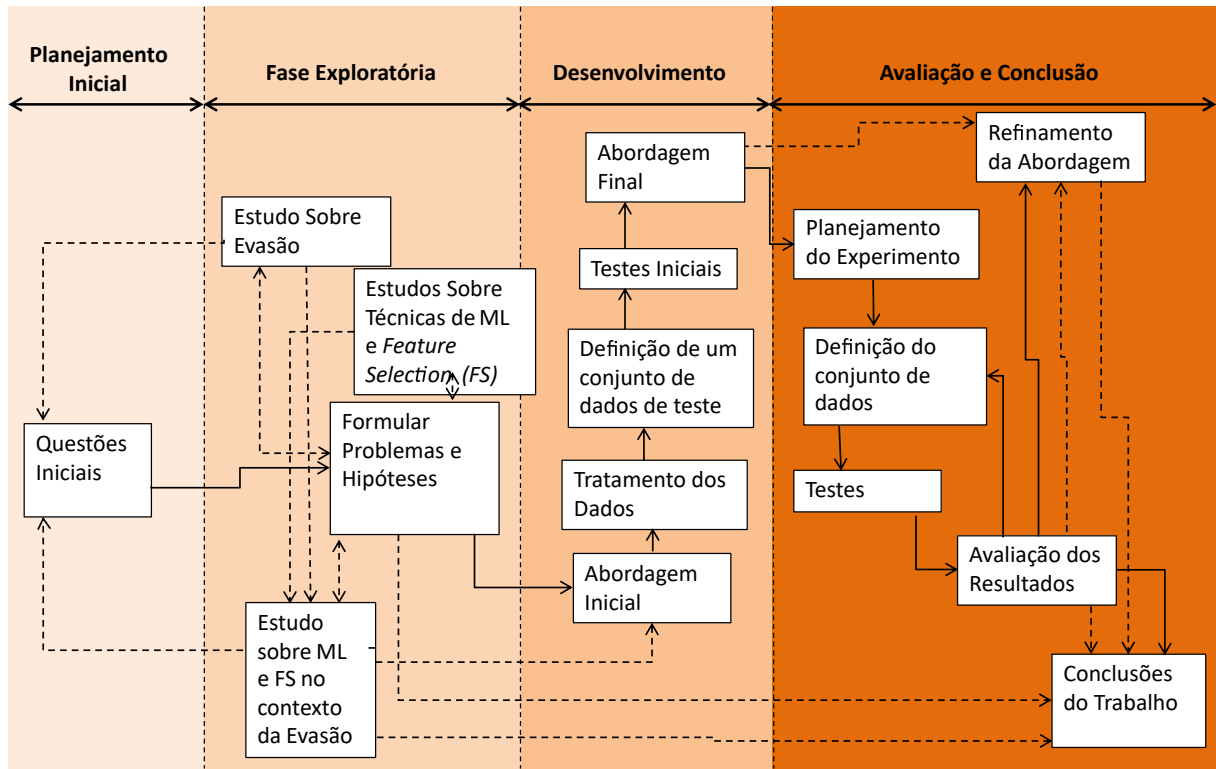 Planejamento
Inicial
Fase Exploratória
Desenvolvimento
Avaliação e Conclusão
Questões
Iniciais
Estudo Sobre
Evasão
Estudos Sobre
Técnicas de ML
e Feature
Selection (FS)
Formular
Problemas e
Hipóteses
Estudo
sobre ML
e FS no
contexto
da Evasão
Abordagem
Final
Testes Iniciais
Definição de um
conjunto de
dados de teste
Tratamento dos
Dados
Abordagem
Inicial
Refinamento
da Abordagem
Planejamento
do Experimento
Definição do
conjunto de
dados
Testes
Avaliação dos
Resultados
Conclusões
do Trabalho